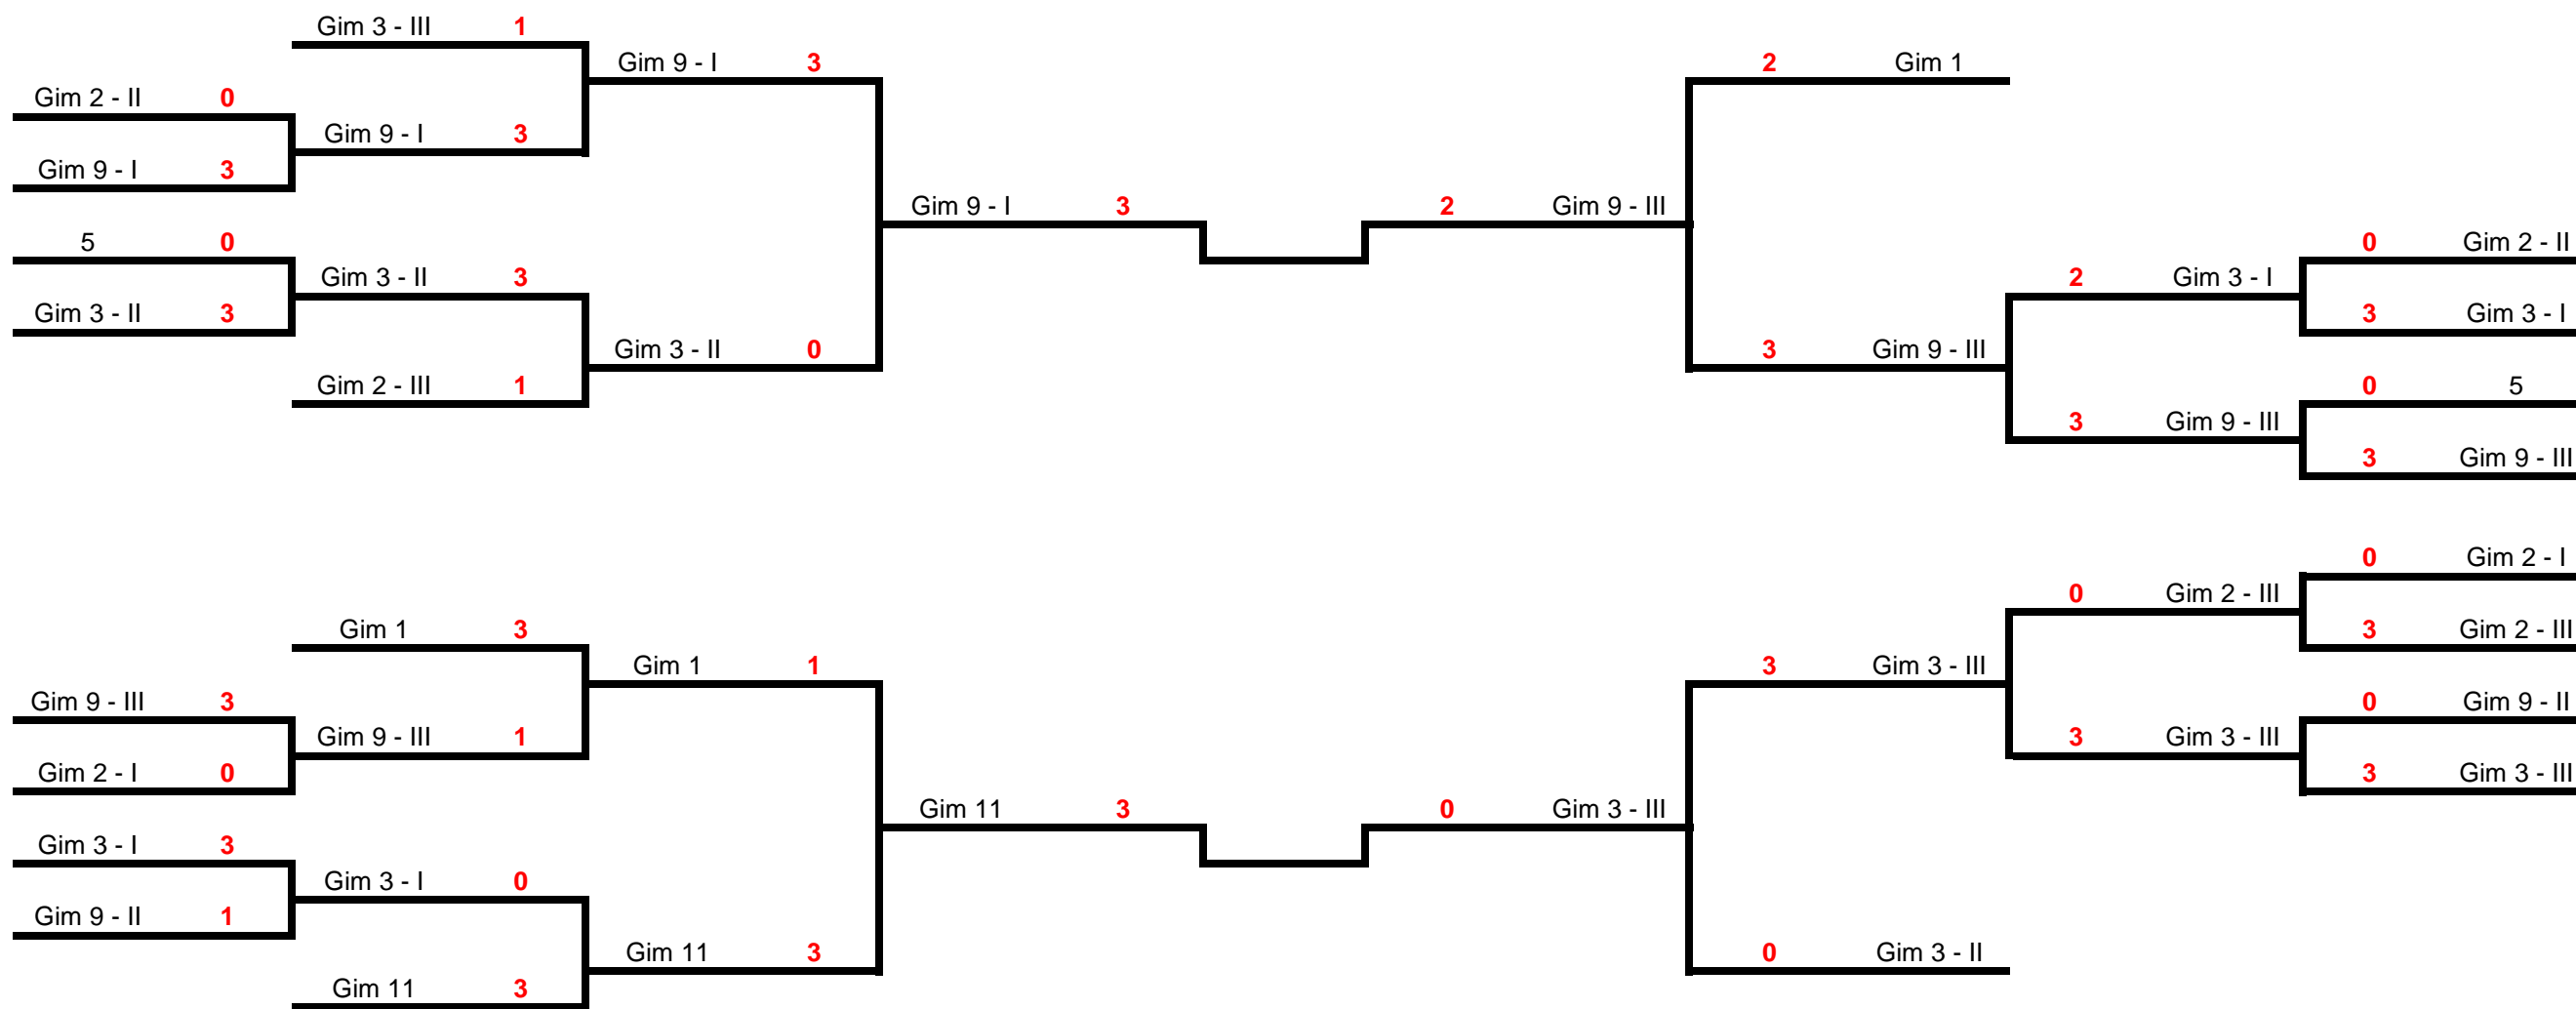 Gim 3 - III 1
Gim 9 - I 3
2 Gim 1
Gim 2 - II 0
Gim 9 - I 3
Gim 9 - I 3
Gim 9 - I 3
2 Gim 9 - III
5 0
0 Gim 2 - II
Gim 3 - II 3
2 Gim 3 - I
Gim 3 - II 3
3 Gim 3 - I
Gim 3 - II 0
3 Gim 9 - III
Gim 2 - III 1
0 5
3 Gim 9 - III
3 Gim 9 - III
0 Gim 2 - I
0 Gim 2 - III
Gim 1 3
3 Gim 2 - III
Gim 1 1
3 Gim 3 - III
Gim 9 - III 3
0 Gim 9 - II
Gim 9 - III 1
3 Gim 3 - III
Gim 2 - I 0
3 Gim 3 - III
Gim 11 3
0 Gim 3 - III
Gim 3 - I 3
Gim 3 - I 0
Gim 9 - II 1
Gim 11 3
0 Gim 3 - II
Gim 11 3